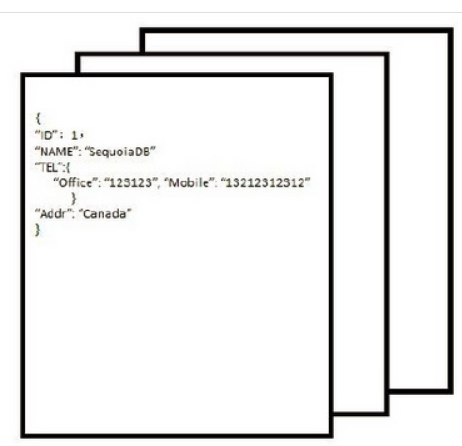 {
"ID": 1,
"NAME": "SequoiaDB"
"TEL":{
"Office": "123123", "Mobile": "13212312312"
}
"Addr": "Canada"
}